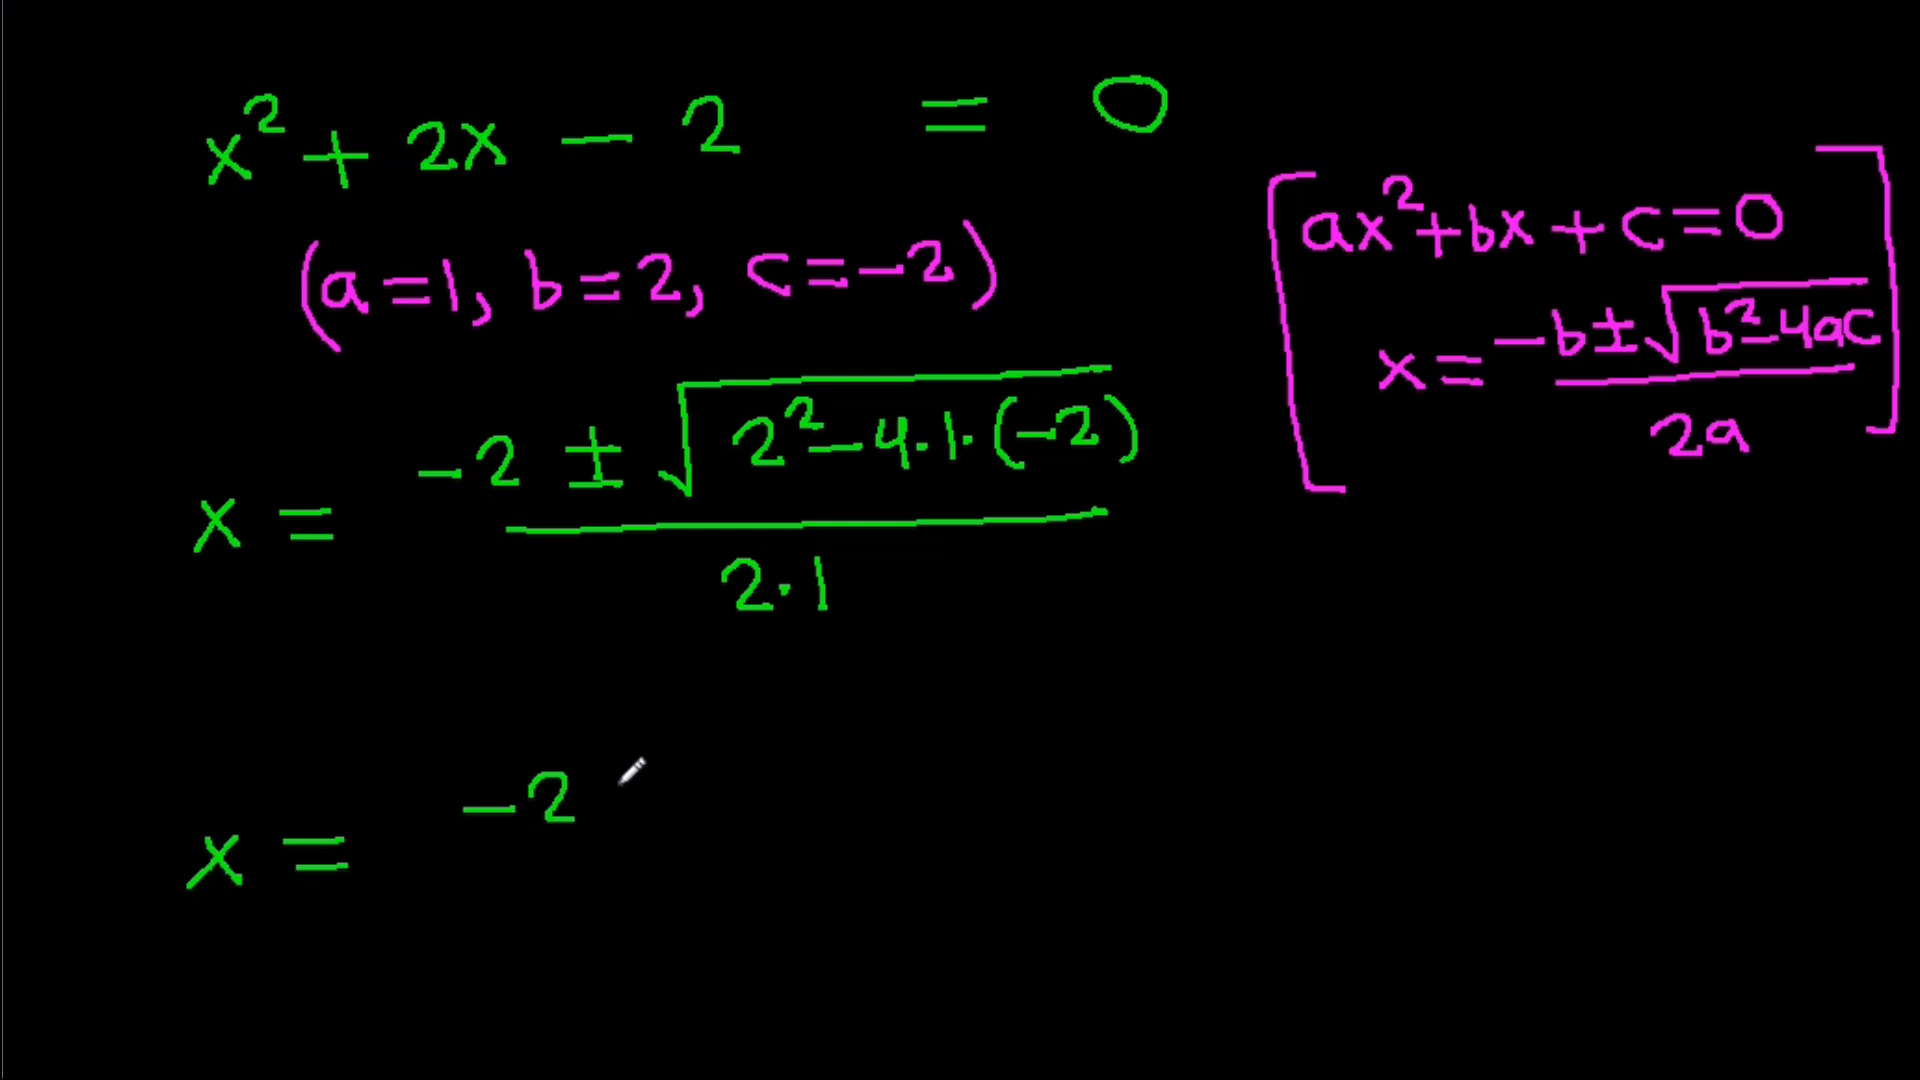 x² + 2x − 2 = 0
(a=1, b=2, c=−2)
x = −2 ± √2²−4·1·(−2)
2·1
x = −2
ax²+bx+c=0
x = −b±√b²−4ac
2a